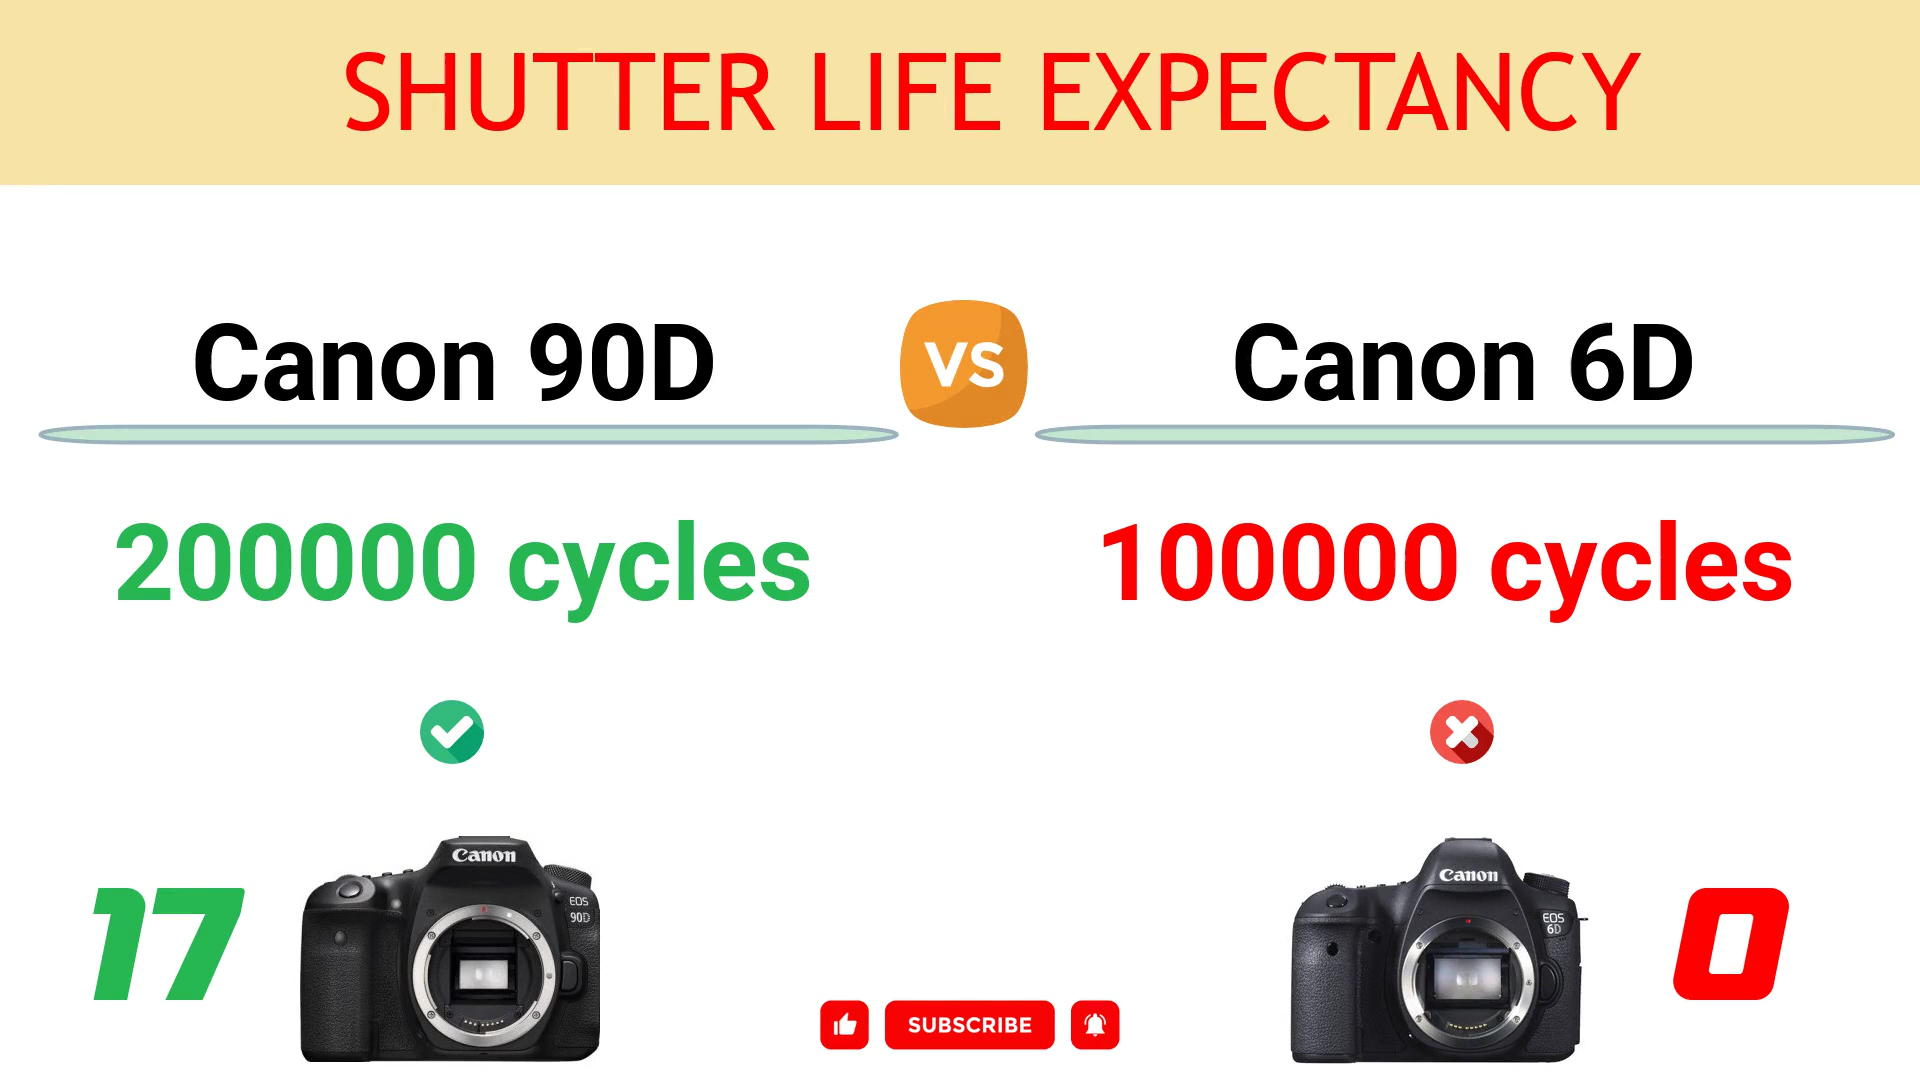 SHUTTER LIFE EXPECTANCY
Canon 90D
VS
Canon 6D
200000 cycles
100000 cycles
17
Canon
EOS
90D
SUBSCRIBE
Canon
EOS
6D
0